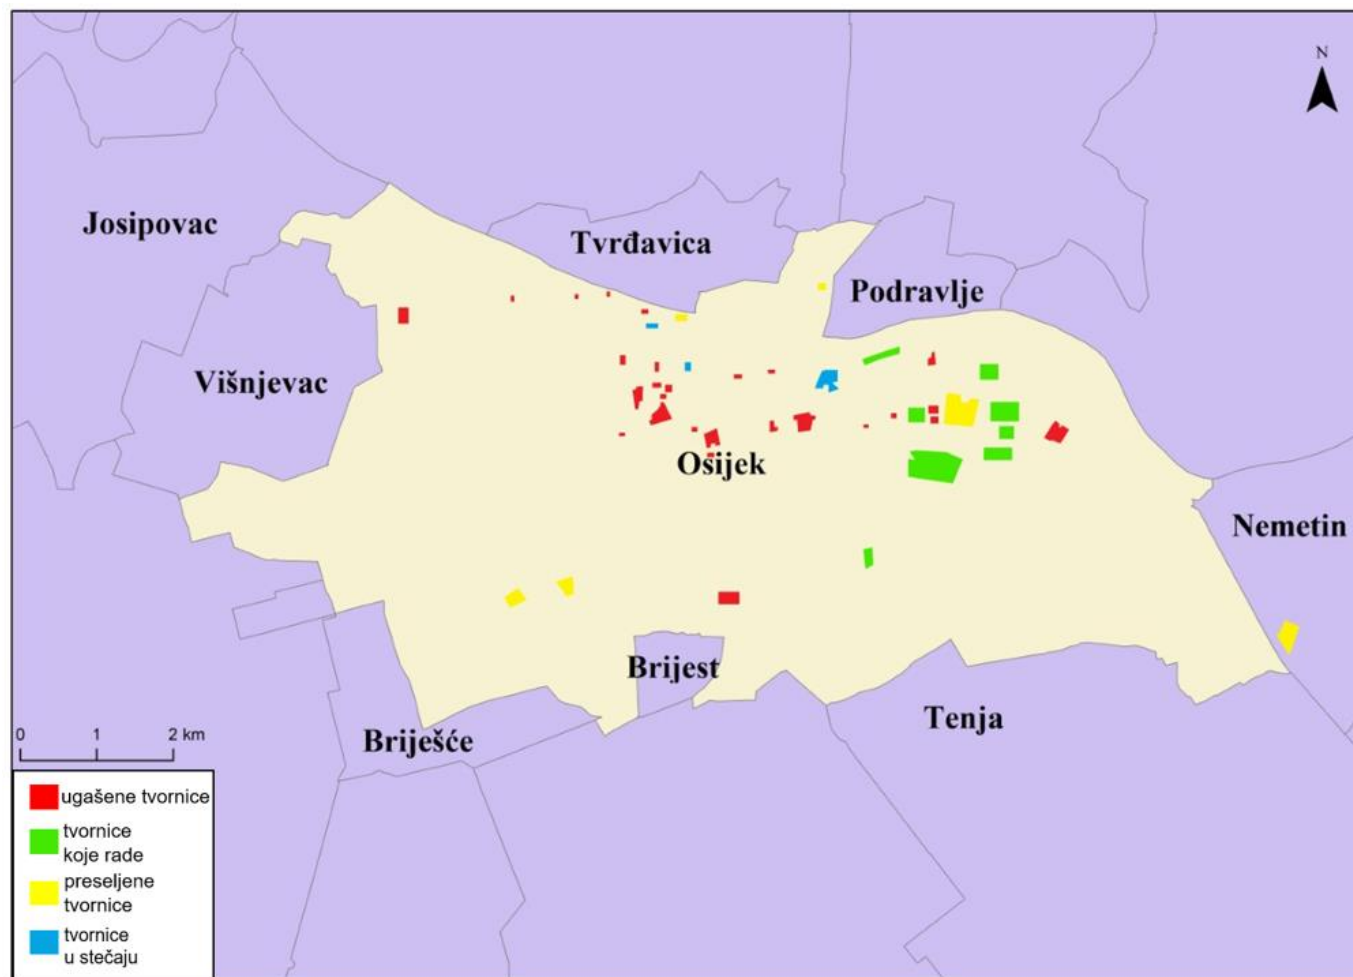 N
Josipovac
Tvrđavica
Podravlje
Višnjevac
Osijek
Nemetin
Brijest
Tenja
Briješće
0 1 2 km
ugašene tvornice
tvornice
koje rade
preseljene
tvornice
tvornice
u stečaju